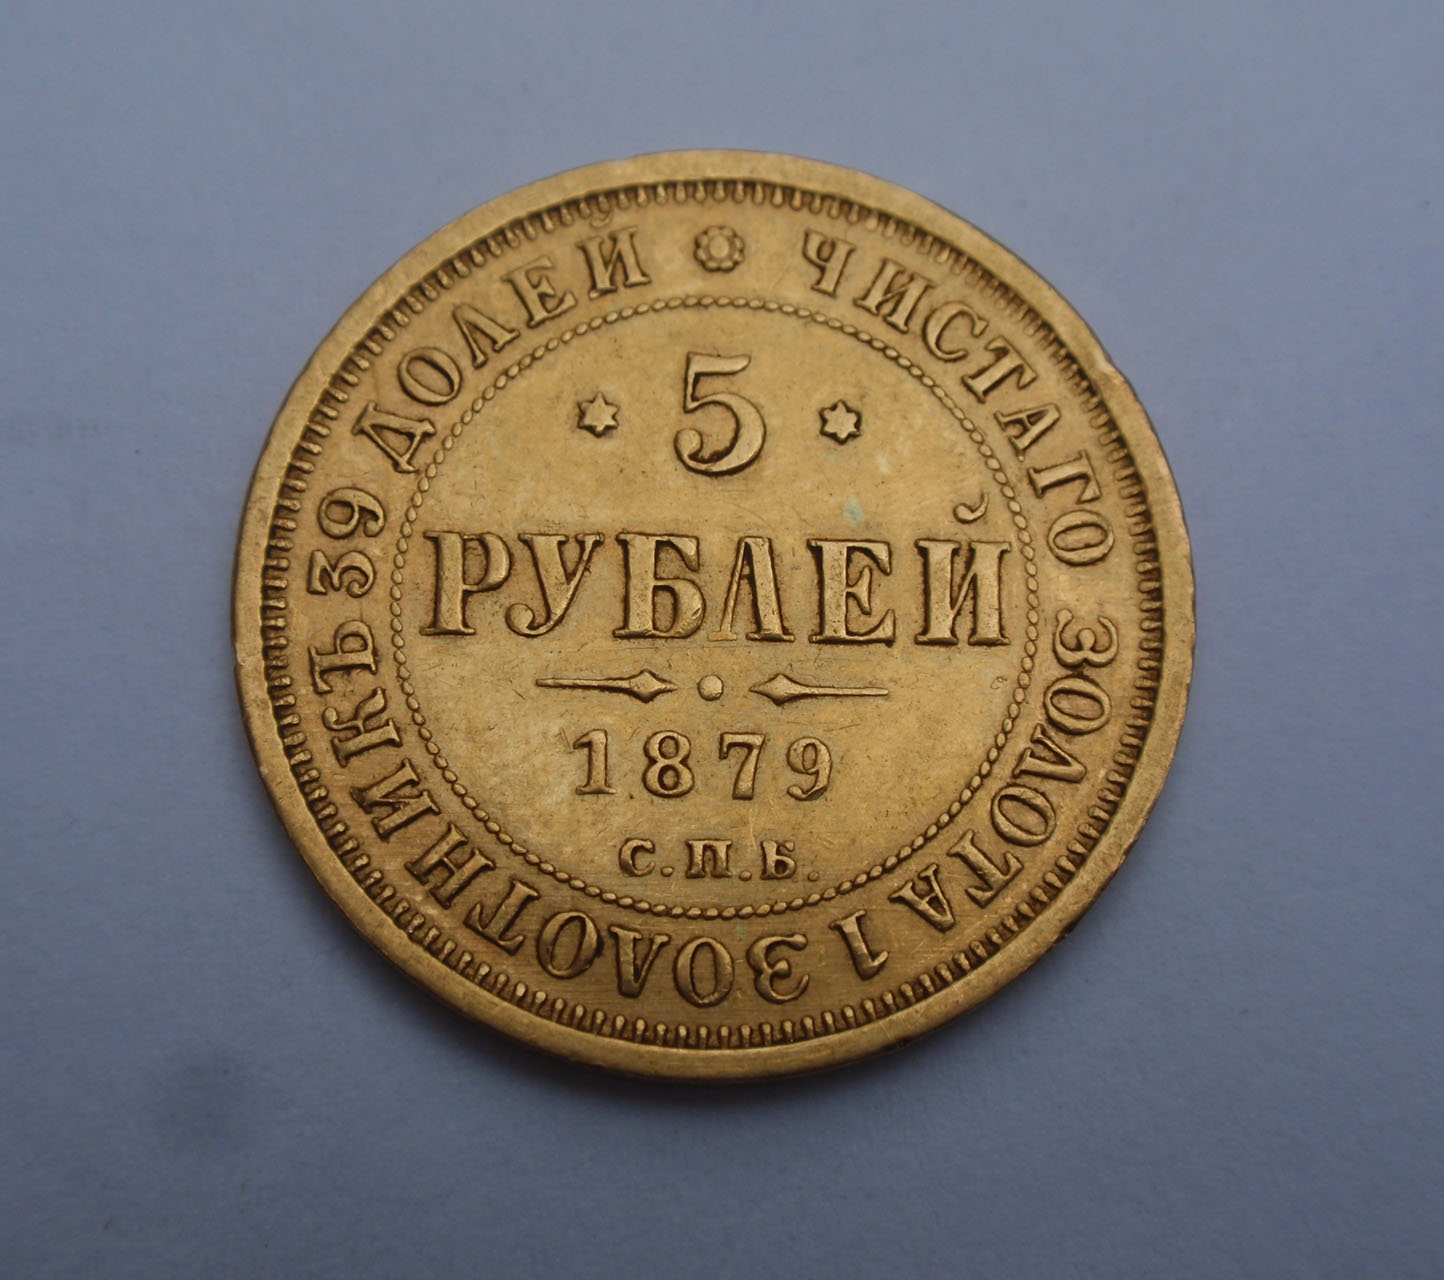 5
РУБЛЕЙ
1879
С.П.Б.
ЧИСТАГО ЗОЛОТА 1 ЗОЛОТНИКЪ 39 ДОЛЕЙ